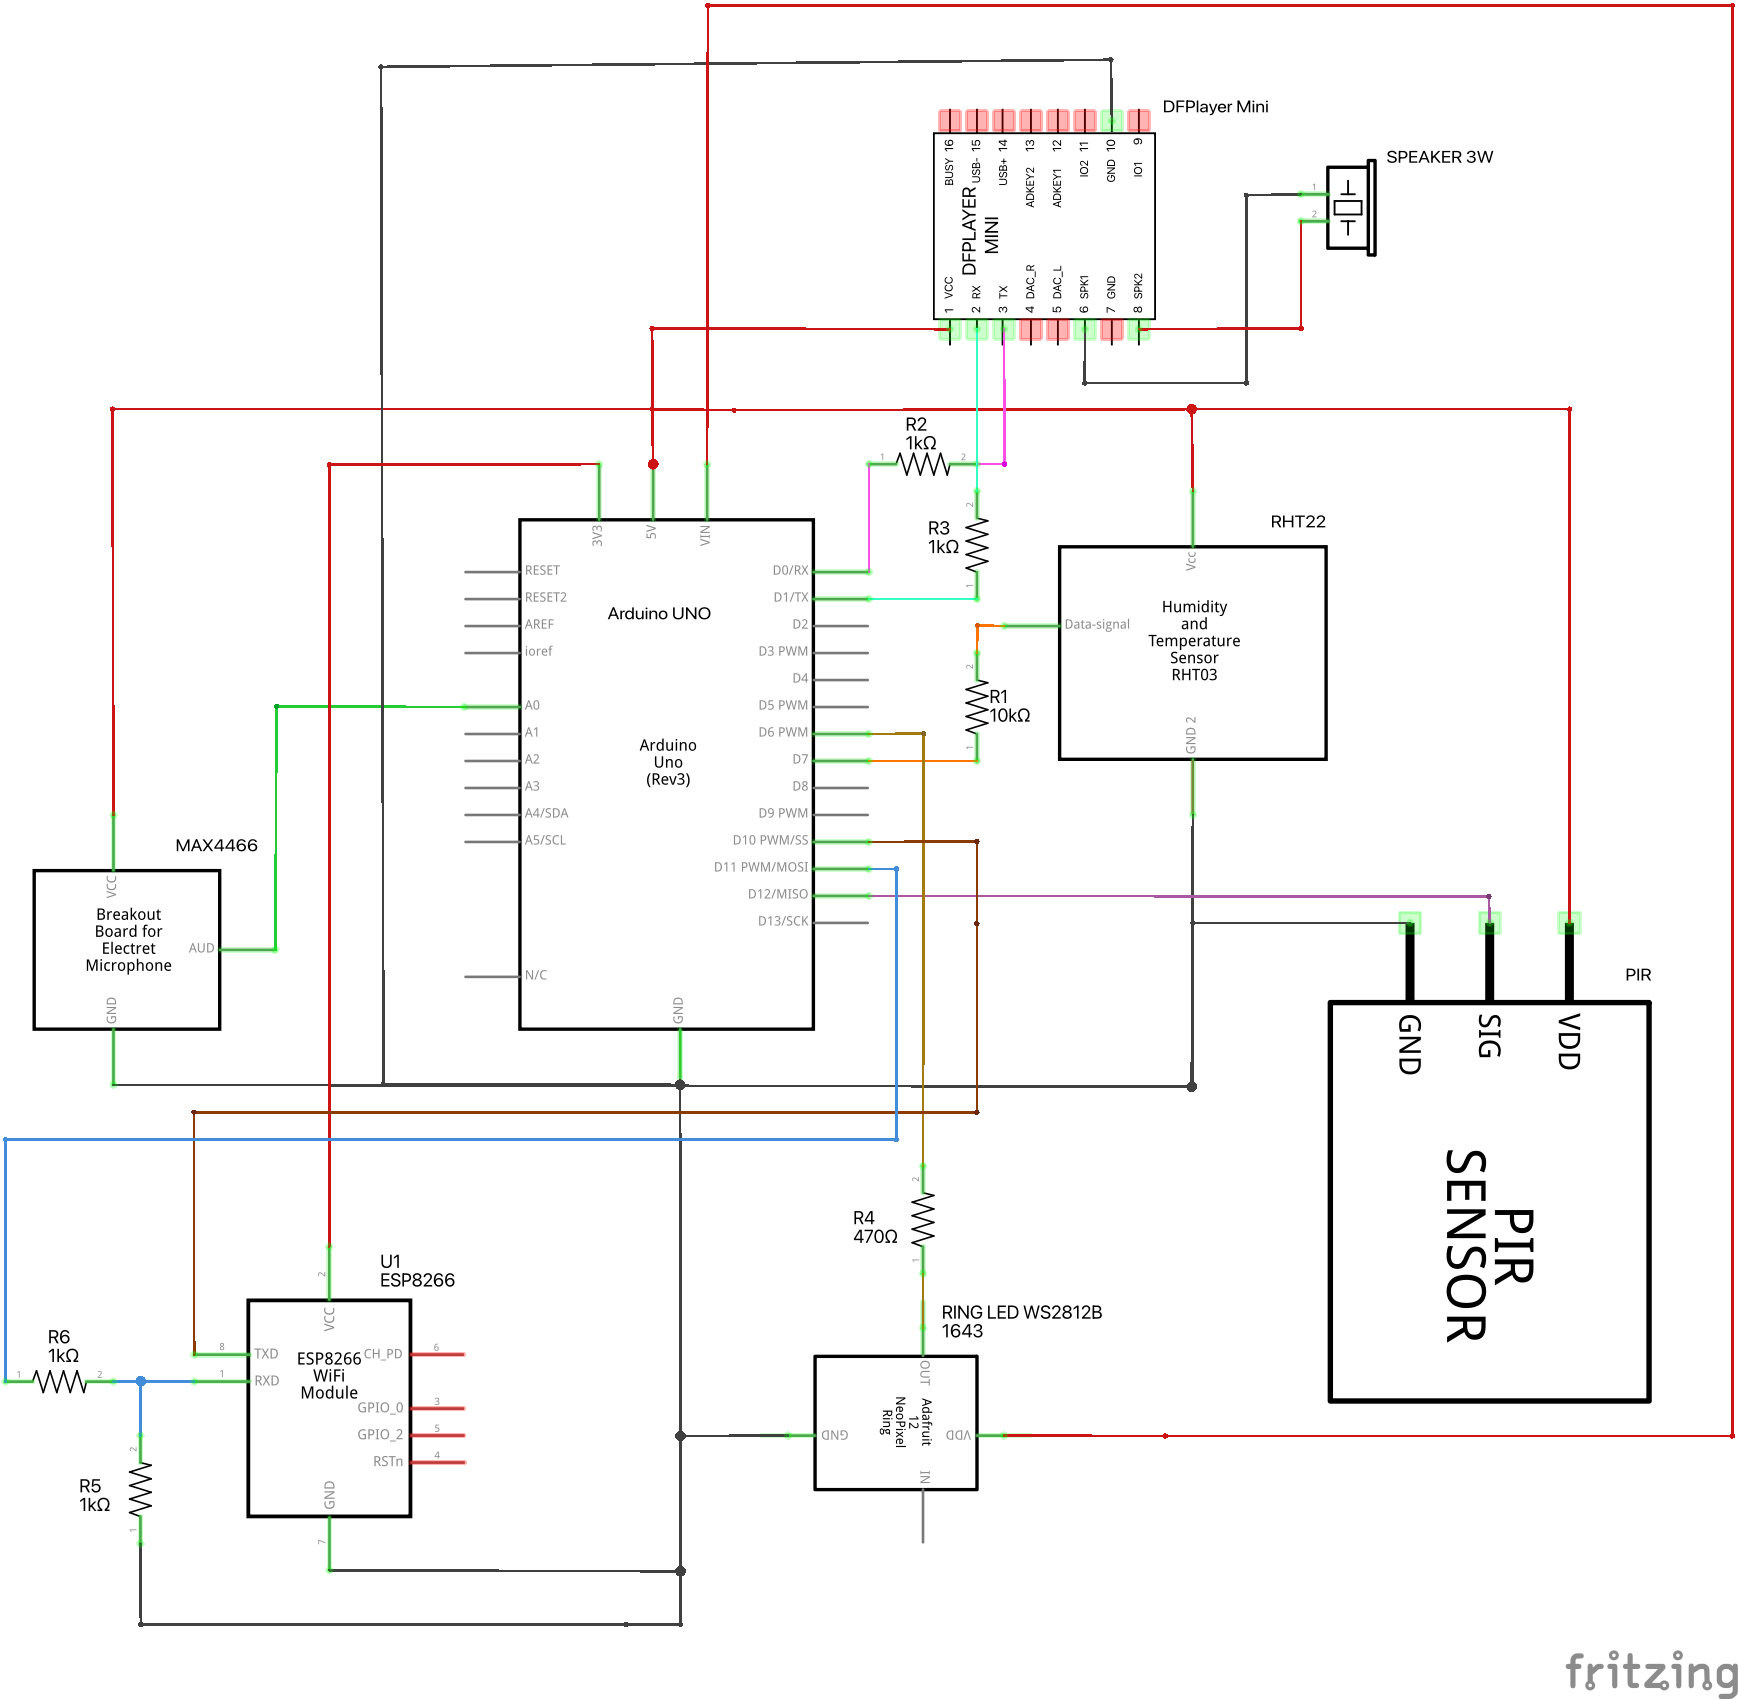 DFPlayer Mini
BUSY 16
USB- 15
USB+ 14
ADKEY2 13
ADKEY1 12
IO2 11
GND 10
IO1 9
DFPLAYER
MINI
1 VCC
2 RX
3 TX
4 DAC_R
5 DAC_L
6 SPK1
7 GND
8 SPK2
SPEAKER 3W
1
2
R2
1kΩ
1
2
R3
1kΩ
2
1
RHT22
Vcc
Data-signal
Humidity
and
Temperature
Sensor
RHT03
GND 2
R1
10kΩ
2
1
3V3
5V
VIN
RESET
RESET2
AREF
ioref
A0
A1
A2
A3
A4/SDA
A5/SCL
N/C
Arduino UNO
Arduino
Uno
(Rev3)
D0/RX
D1/TX
D2
D3 PWM
D4
D5 PWM
D6 PWM
D7
D8
D9 PWM
D10 PWM/SS
D11 PWM/MOSI
D12/MISO
D13/SCK
GND
MAX4466
VCC
Breakout
Board for
Electret
Microphone
AUD
GND
PIR
GND
SIG
VDD
PIR
SENSOR
R4
470Ω
2
1
U1
ESP8266
2
VCC
8
TXD
1
RXD
ESP8266
WiFi
Module
CH_PD
6
GPIO_0
3
GPIO_2
5
RSTn
4
GND
7
R6
1kΩ
1
2
R5
1kΩ
2
1
RING LED WS2812B
1643
OUT
GND
Adafruit
12
NeoPixel
Ring
VDD
IN
fritzing